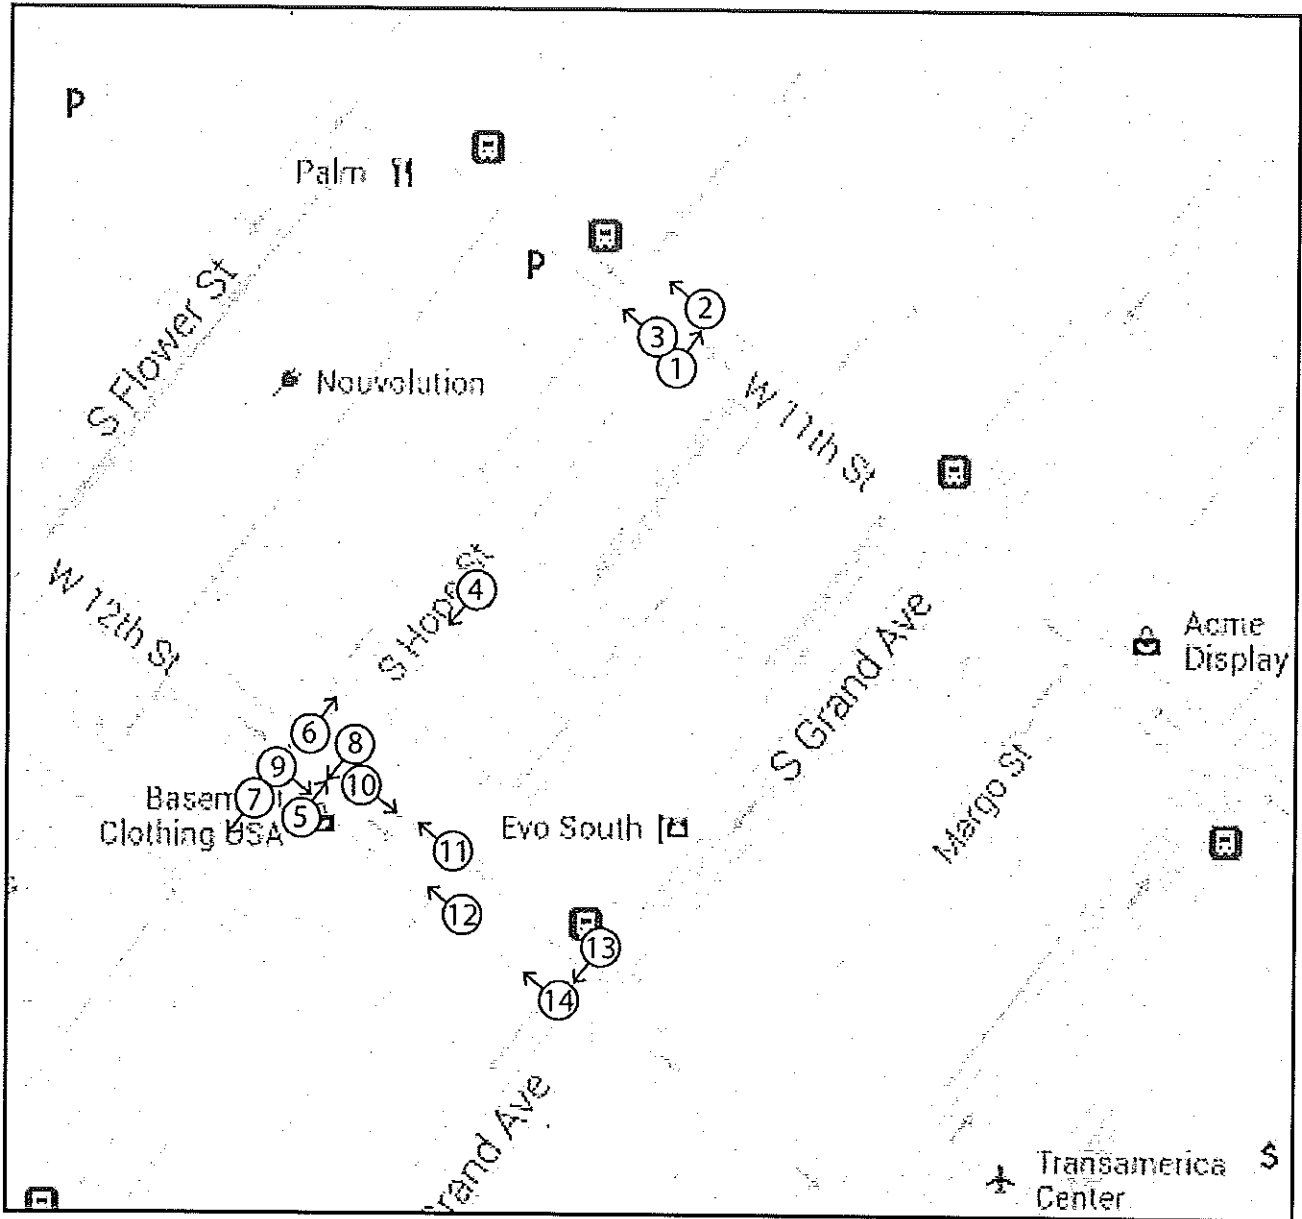 P
Palm
P
S Flower St
2
3
1
Nouvolution
W 11th St
4
S Hope St
W 12th St
Acme
Display
S Grand Ave
6
8
9
10
7
5
Clothing USA
Margo St
Evo South
11
12
13
14
Grand Ave
Transamerica
Center
$